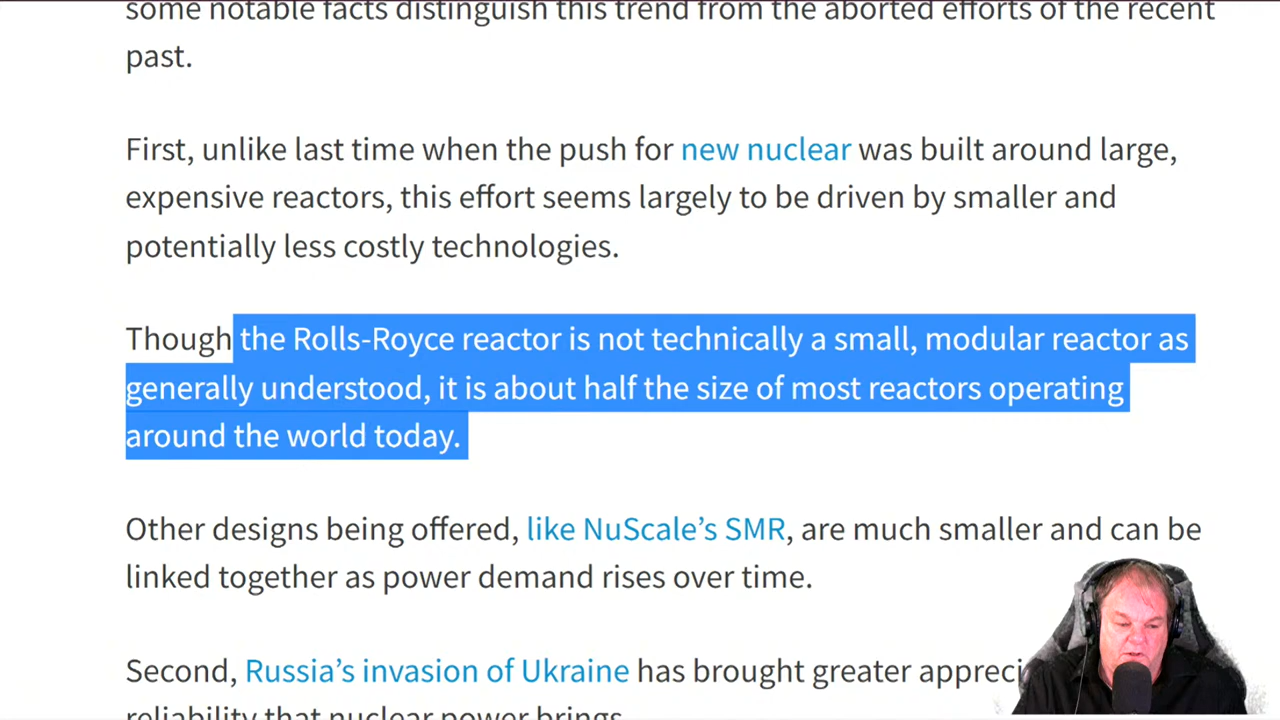 some notable facts distinguish this trend from the aborted efforts of the recent
past.
First, unlike last time when the push for new nuclear was built around large,
expensive reactors, this effort seems largely to be driven by smaller and
potentially less costly technologies.
Though the Rolls-Royce reactor is not technically a small, modular reactor as
generally understood, it is about half the size of most reactors operating
around the world today.
Other designs being offered, like NuScale’s SMR, are much smaller and can be
linked together as power demand rises over time.
Second, Russia’s invasion of Ukraine has brought greater appreci
reliability that nuclear power brings.